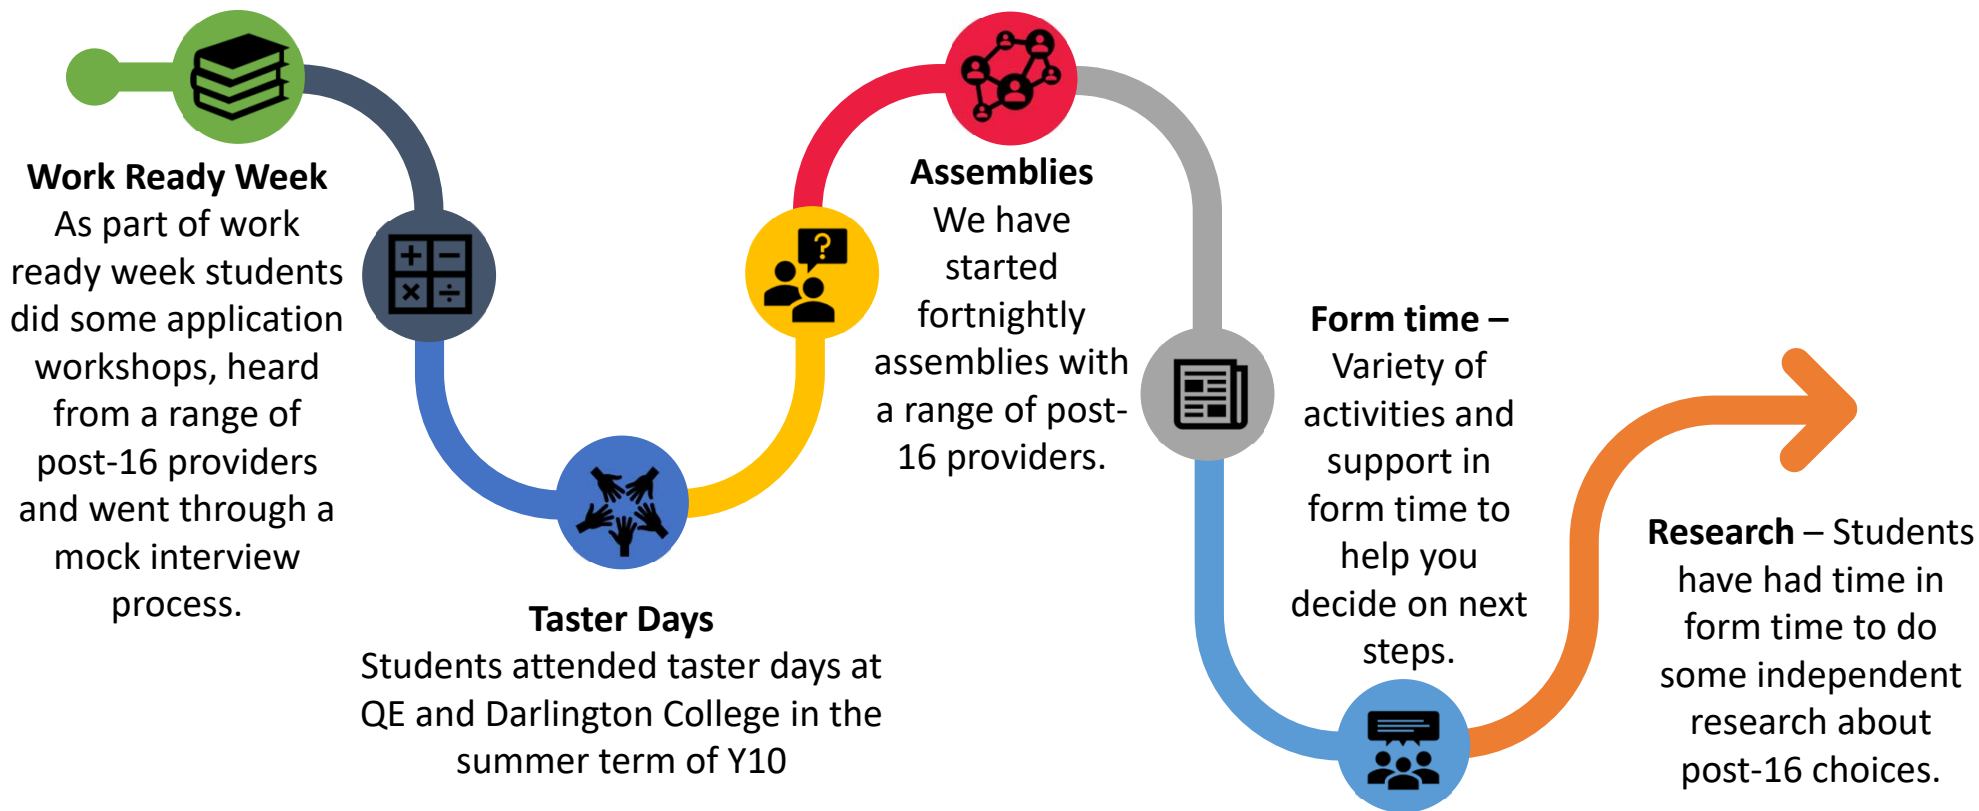 Work Ready Week
As part of work
ready week students
did some application
workshops, heard
from a range of
post-16 providers
and went through a
mock interview
process.
Taster Days
Students attended taster days at
QE and Darlington College in the
summer term of Y10
?
Assemblies
We have
started
fortnightly
assemblies with
a range of post-
16 providers.
Form time –
Variety of
activities and
support in
form time to
help you
decide on next
steps.
Research – Students
have had time in
form time to do
some independent
research about
post-16 choices.